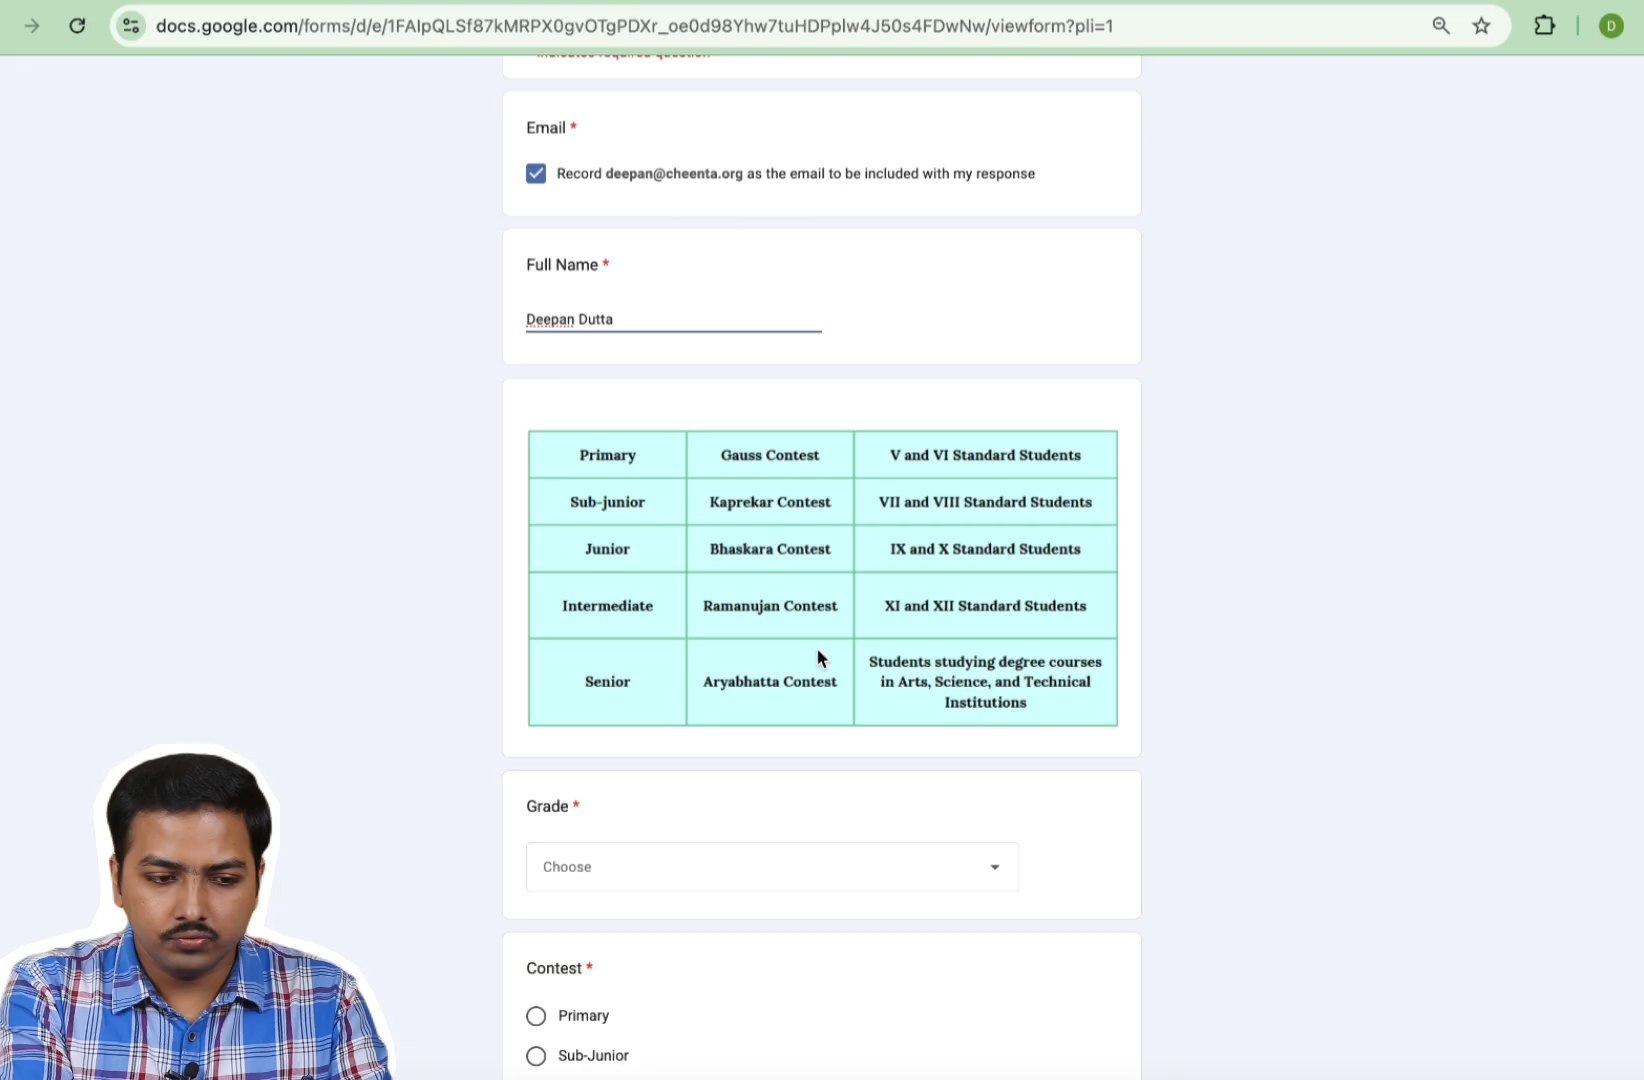 docs.google.com/forms/d/e/1FAIpQLSf87kMRPX0gvOTgPDXr_oe0d98Yhw7tuHDPplw4J50s4FDwNw/viewform?pli=1
D
Indicates required question
Email *
Record deepan@cheenta.org as the email to be included with my response
Full Name *
Deepan Dutta
Primary Gauss Contest V and VI Standard Students
Sub-junior Kaprekar Contest VII and VIII Standard Students
Junior Bhaskara Contest IX and X Standard Students
Intermediate Ramanujan Contest XI and XII Standard Students
Senior Aryabhatta Contest Students studying degree courses
in Arts, Science, and Technical
Institutions
Grade *
Choose
Contest *
Primary
Sub-Junior